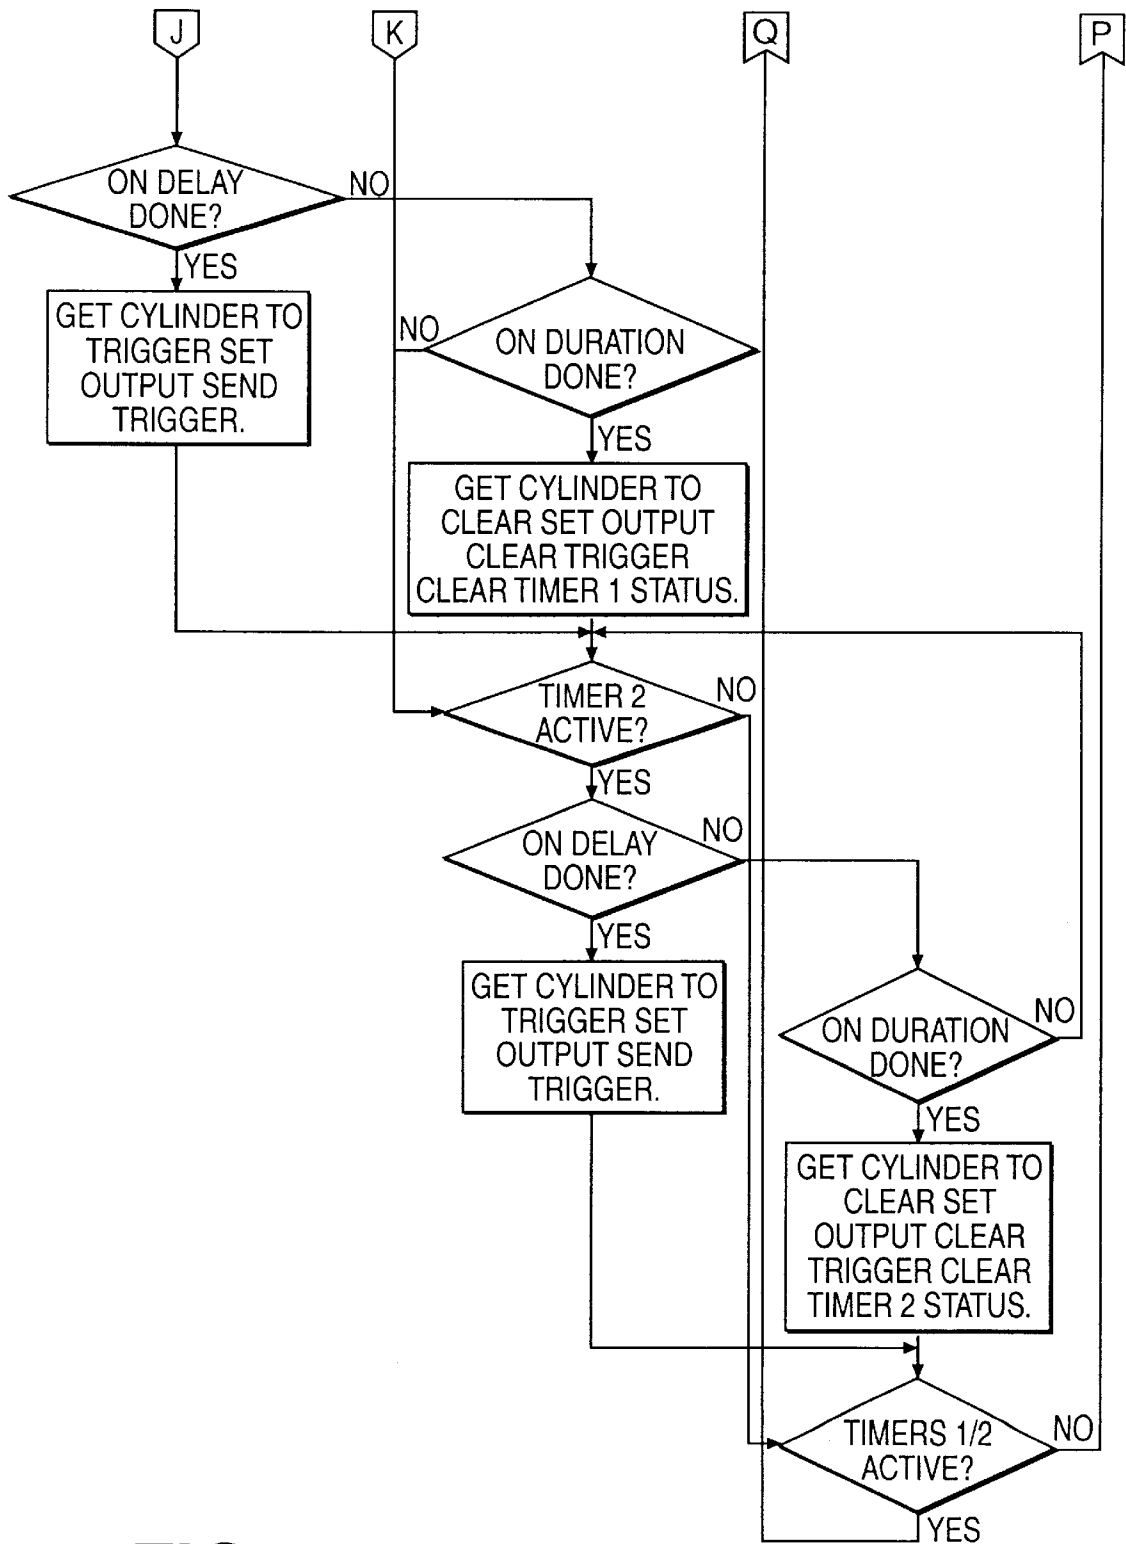 J
K
Q
P
ON DELAY
DONE?
NO
YES
GET CYLINDER TO
TRIGGER SET
OUTPUT SEND
TRIGGER.
NO
ON DURATION
DONE?
YES
GET CYLINDER TO
CLEAR SET OUTPUT
CLEAR TRIGGER
CLEAR TIMER 1 STATUS.
TIMER 2
ACTIVE?
NO
YES
ON DELAY
DONE?
NO
YES
GET CYLINDER TO
TRIGGER SET
OUTPUT SEND
TRIGGER.
ON DURATION
DONE?
NO
YES
GET CYLINDER TO
CLEAR SET
OUTPUT CLEAR
TRIGGER CLEAR
TIMER 2 STATUS.
TIMERS 1/2
ACTIVE?
NO
YES